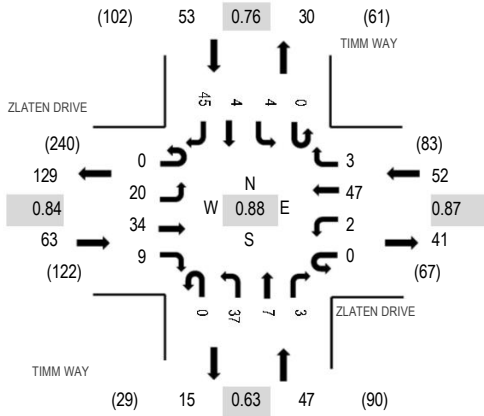 (102) 53 0.76 30 (61)
TIMM WAY
45 4 4 0
ZLATEN DRIVE
(240) (83)
129 0 3 52
20 N 47
0.84 W 0.88 E 0.87
34 S 2
63 9 0 41
(122) (67)
0 37 7 3
ZLATEN DRIVE
TIMM WAY
(29) 15 0.63 47 (90)